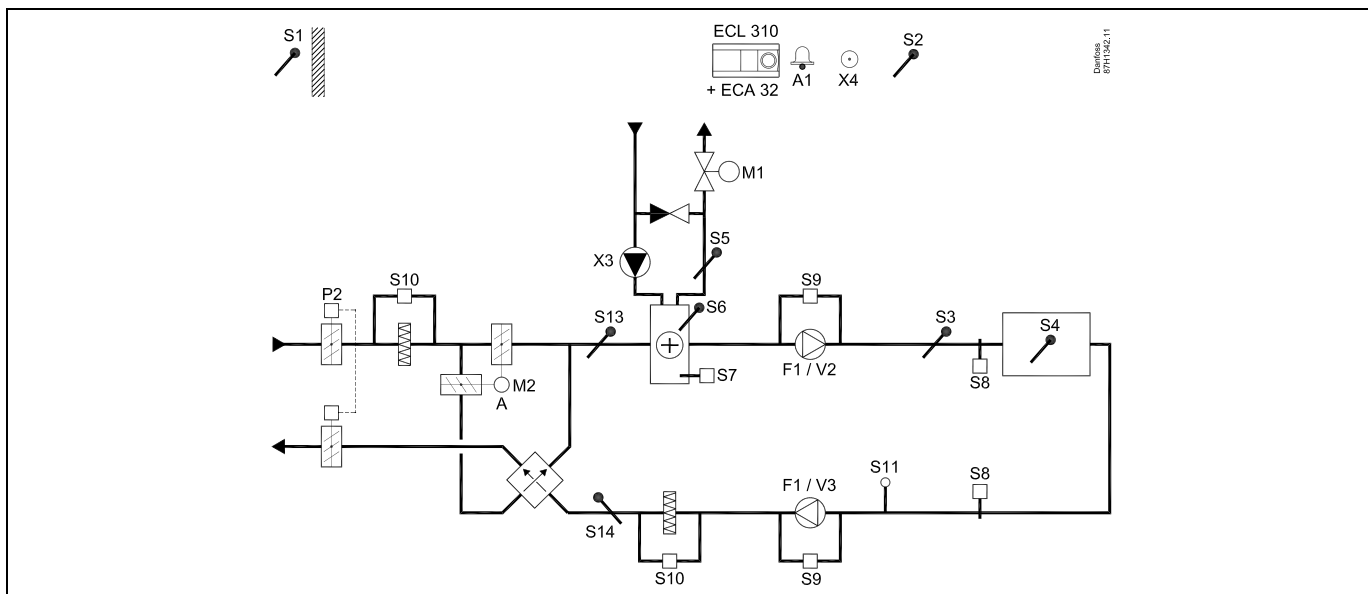 S1
ECL 310
+ ECA 32
A1
X4
S2
Danfoss
87H1342.11
M1
S5
X3
S10
P2
S13
S6
S9
S3
S4
F1 / V2
S7
S8
M2
A
S11
S8
F1 / V3
S14
S10
S9